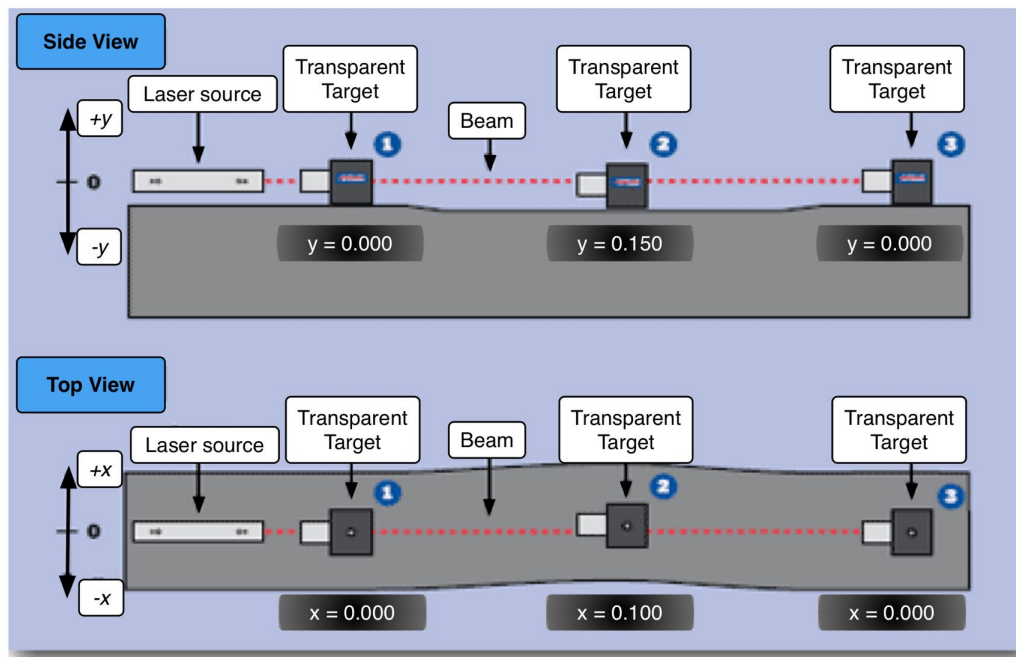 Side View
Transparent
Target
Transparent
Target
Transparent
Target
Laser source
Beam
+y
1
2
3
0
-y
y = 0.000
y = 0.150
y = 0.000
Top View
Transparent
Target
Transparent
Target
Transparent
Target
Laser source
Beam
+x
1
2
3
0
-x
x = 0.000
x = 0.100
x = 0.000